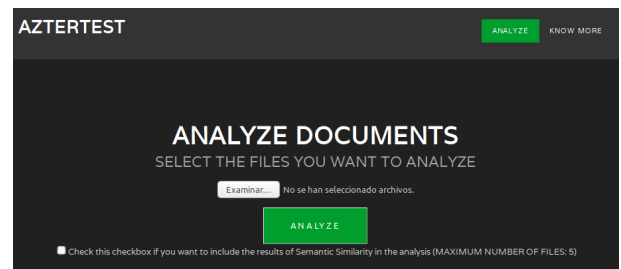 AZTERTEST
ANALYZE KNOW MORE
ANALYZE DOCUMENTS
SELECT THE FILES YOU WANT TO ANALYZE
Examinar... No se han seleccionado archivos.
ANALYZE
Check this checkbox if you want to include the results of Semantic Similarity in the analysis (MAXIMUM NUMBER OF FILES: 5)